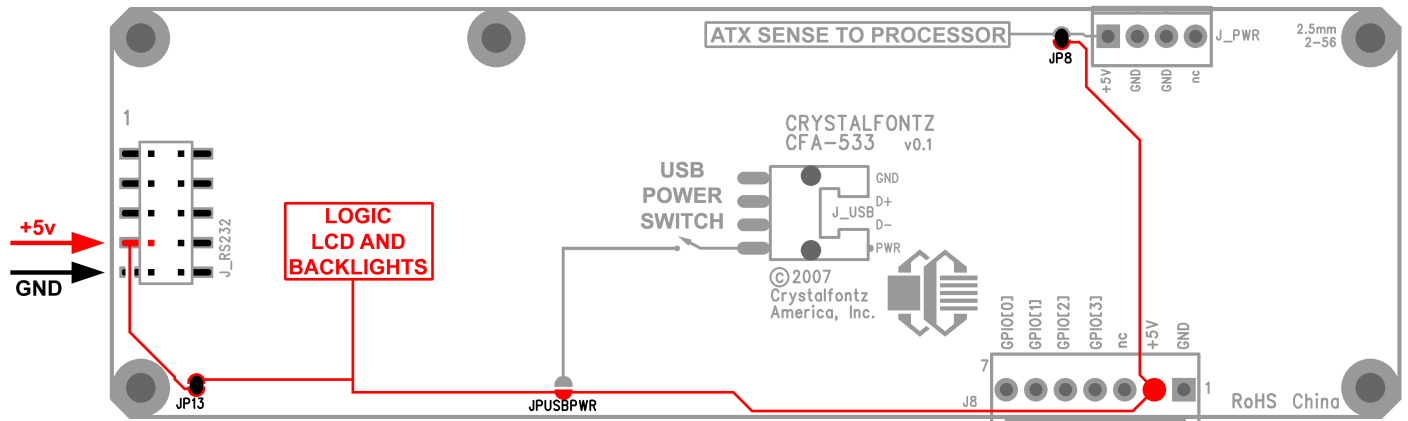 ATX SENSE TO PROCESSOR
JP8
J_PWR
2.5mm
2-56
+5V
GND
GND
nc
1
CRYSTALFONTZ
CFA-533 v0.1
USB
POWER
SWITCH
GND
D+
J_USB
D-
PWR
©2007
Crystalfontz
America, Inc.
LOGIC
LCD AND
BACKLIGHTS
+5v
GND
J_RS232
GPIO[0]
GPIO[1]
GPIO[2]
GPIO[3]
nc
+5V
GND
7
1
J8
JP13
JPUSBPWR
RoHS China